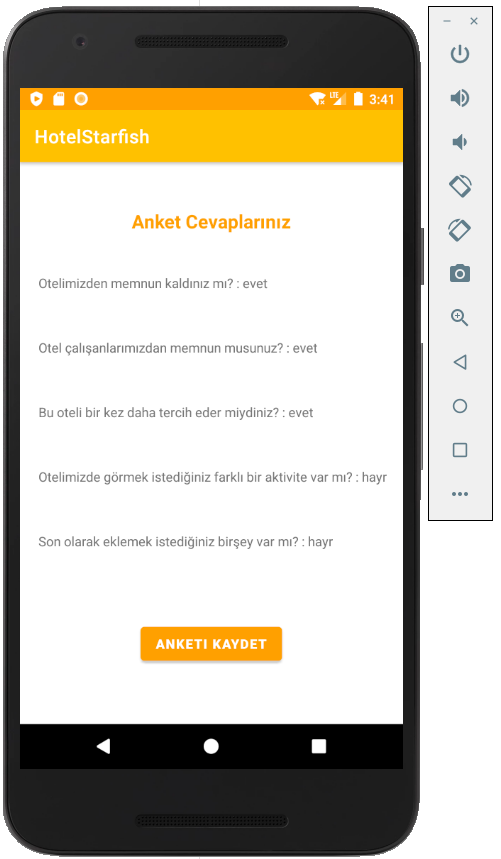 LTE 3:41
HotelStarfish
Anket Cevaplarınız
Otelimizden memnun kaldınız mı? : evet
Otel çalışanlarımızdan memnun musunuz? : evet
Bu oteli bir kez daha tercih eder miydiniz? : evet
Otelimizde görmek istediğiniz farklı bir aktivite var mı? : hayr
Son olarak eklemek istediğiniz birşey var mı? : hayr
ANKETI KAYDET